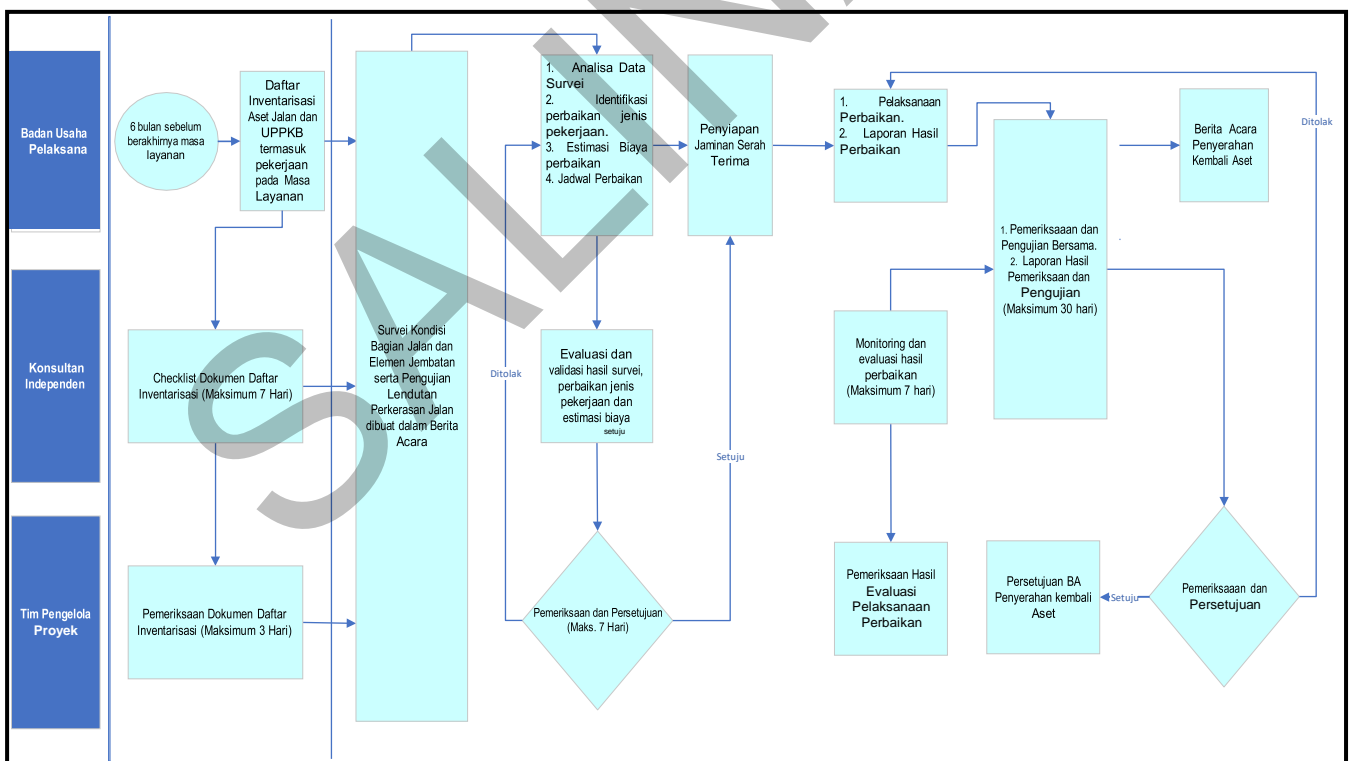 Badan Usaha
Pelaksana
6 bulan sebelum
berakhirnya masa
layanan
Daftar
Inventarisasi
Aset Jalan dan
UPPKB
termasuk
pekerjaan
pada Masa
Layanan
1. Analisa Data
Survei
2. Identifikasi
perbaikan jenis
pekerjaan.
3. Estimasi Biaya
perbaikan
4. Jadwal Perbaikan
Penyiapan
Jaminan Serah
Terima
1. Pelaksanaan
Perbaikan.
2. Laporan Hasil
Perbaikan
Berita Acara
Penyerahan
Kembali Aset
Ditolak
1. Pemeriksaaan dan
Pengujian Bersama.
2. Laporan Hasil
Pemeriksaan dan
Pengujian
(Maksimum 30 hari)
Konsultan
Independen
Checklist Dokumen Daftar
Inventarisasi (Maksimum 7 Hari)
Survei Kondisi
Bagian Jalan dan
Elemen Jembatan
serta Pengujian
Lendutan
Perkerasan Jalan
dibuat dalam Berita
Acara
Ditolak
Evaluasi dan
validasi hasil survei,
perbaikan jenis
pekerjaan dan
estimasi biaya
setuju
Setuju
Monitoring dan
evaluasi hasil
perbaikan
(Maksimum 7 hari)
Tim Pengelola
Proyek
Pemeriksaan Dokumen Daftar
Inventarisasi (Maksimum 3 Hari)
Pemeriksaan dan Persetujuan
(Maks. 7 Hari)
Pemeriksaan Hasil
Evaluasi
Pelaksanaan
Perbaikan
Persetujuan BA
Penyerahan kembali
Aset
Setuju
Pemeriksaaan dan
Persetujuan
SALIN